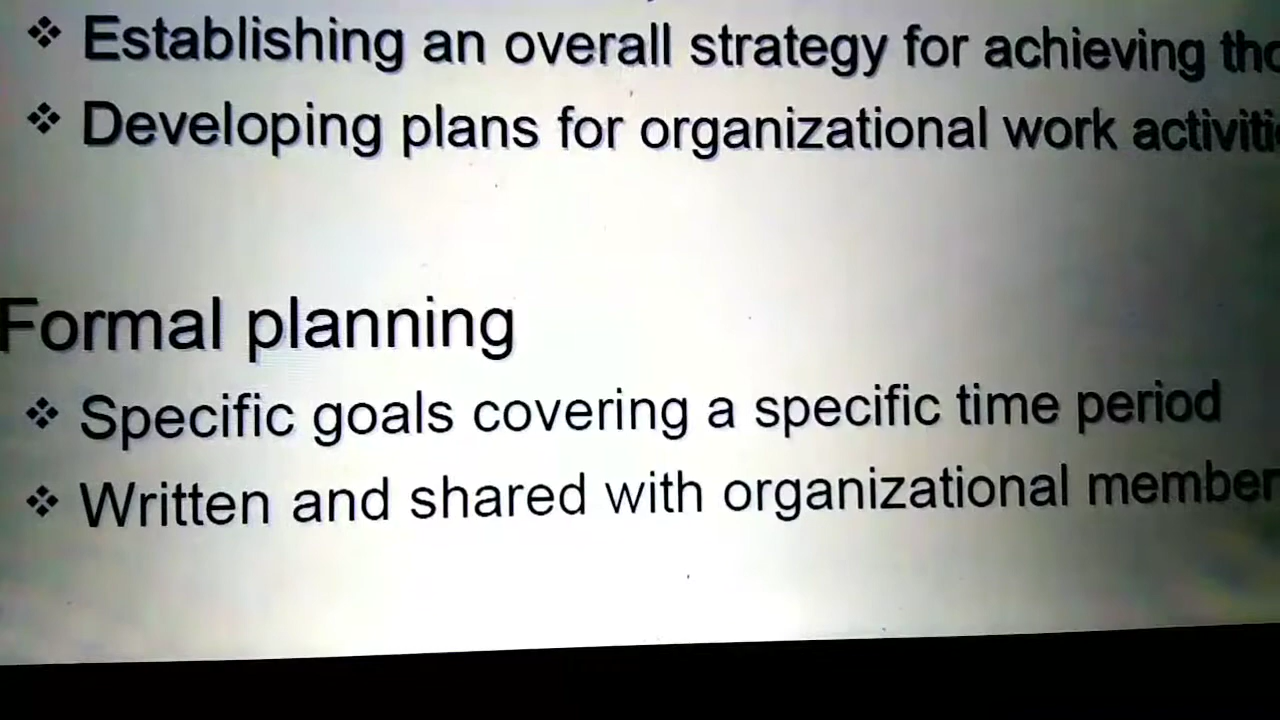 ❖ Establishing an overall strategy for achieving
❖ Developing plans for organizational work
Formal planning
❖ Specific goals covering a specific time period
❖ Written and shared with organizational member